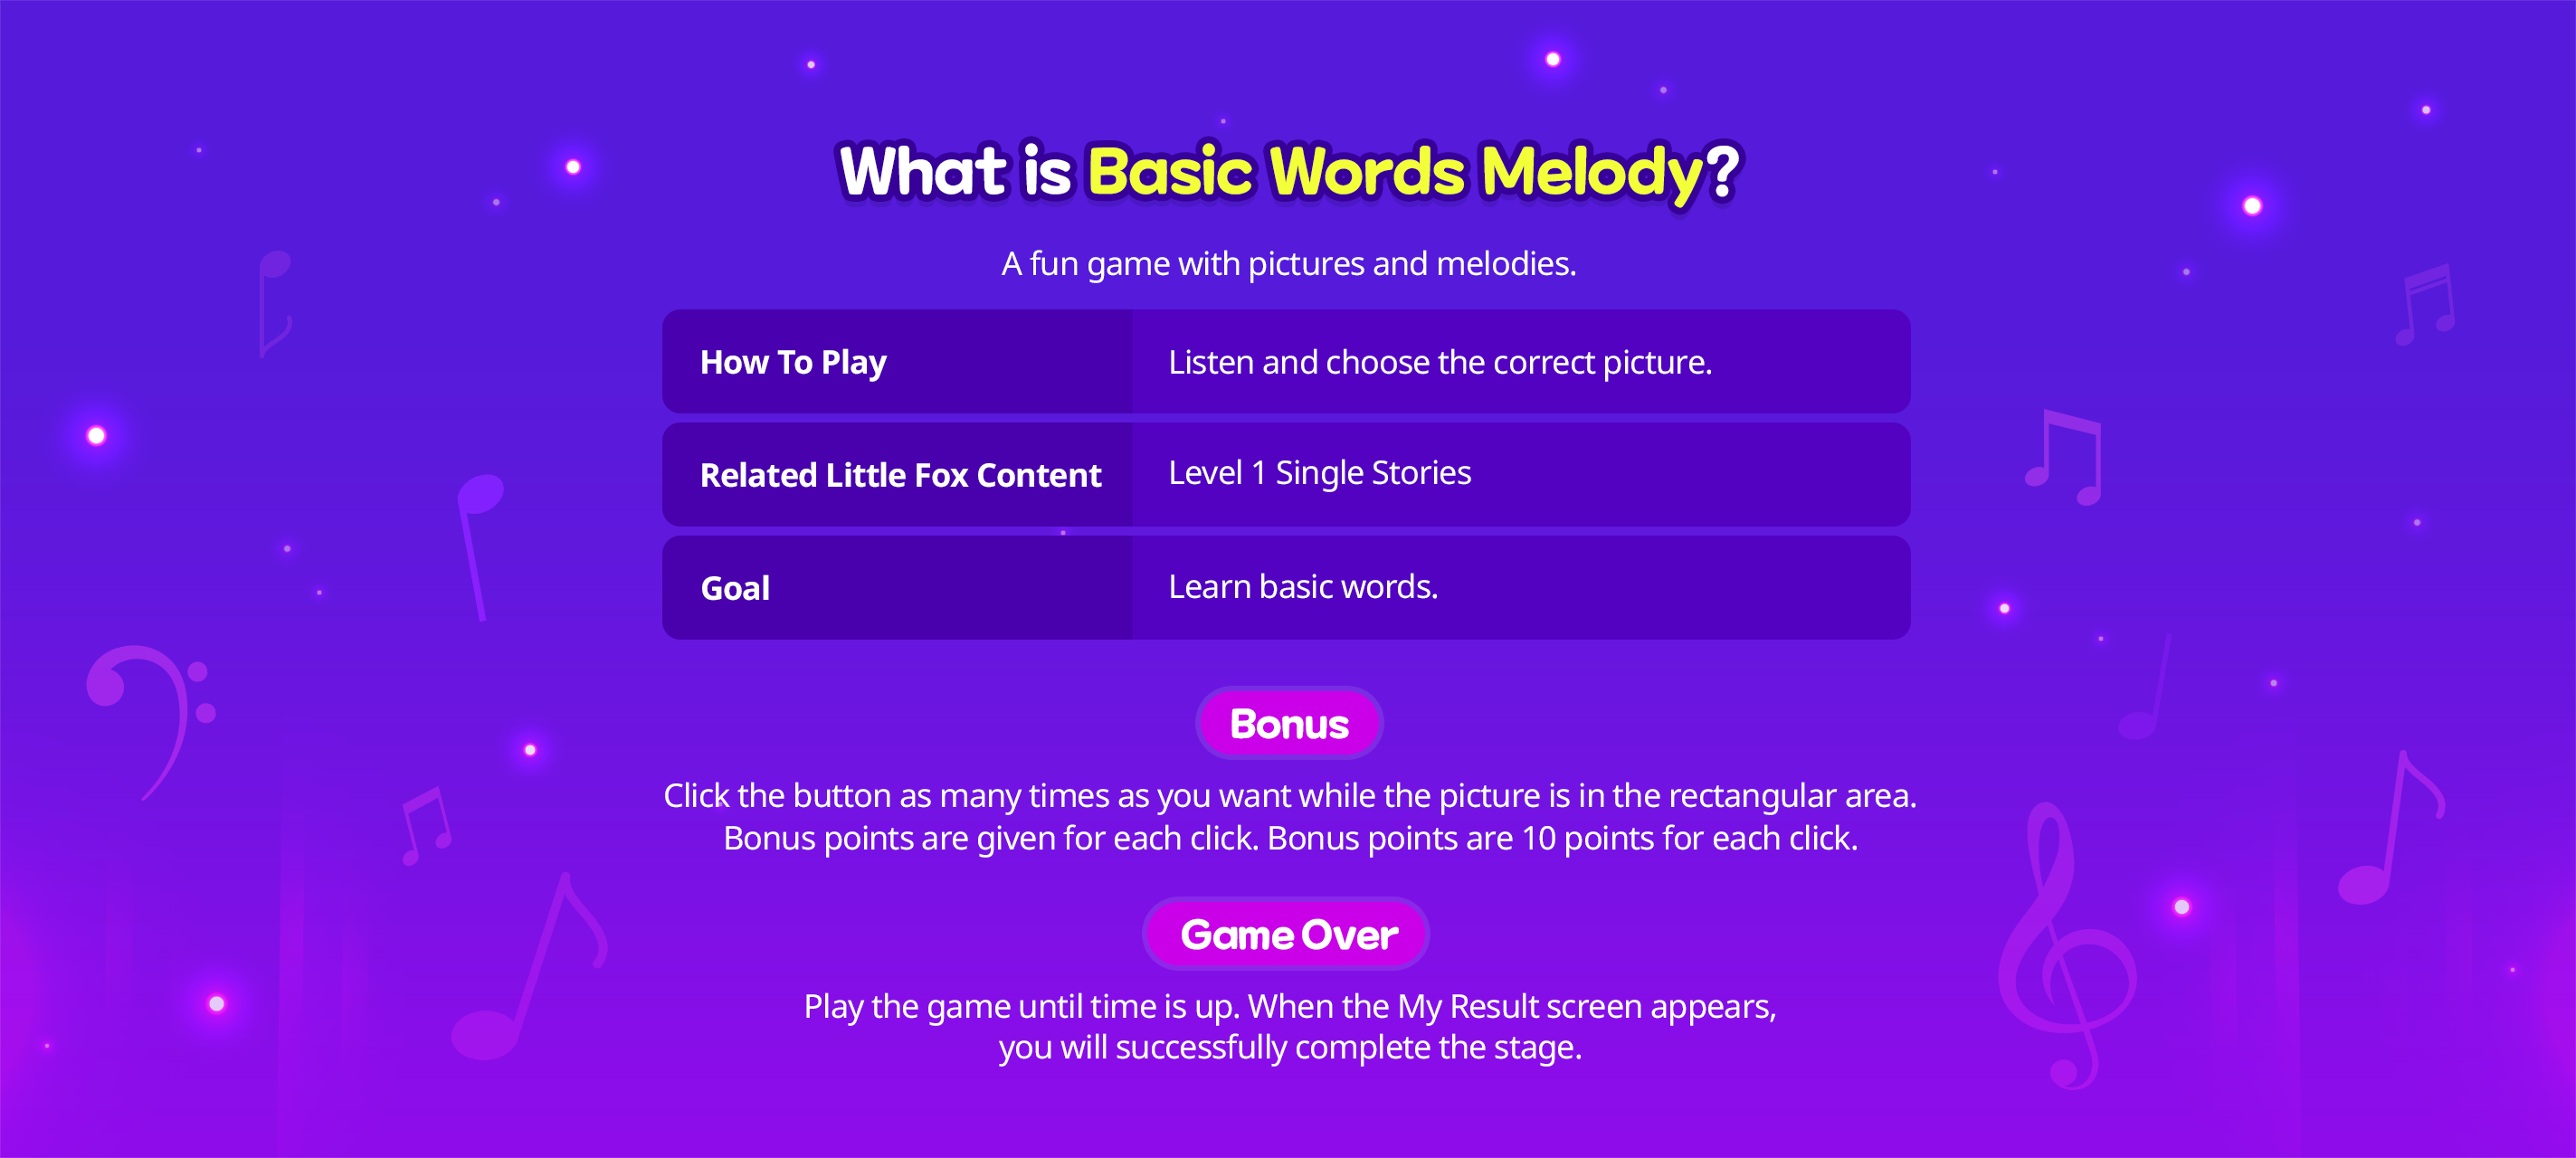 What is Basic Words Melody?
A fun game with pictures and melodies.
How To Play
Listen and choose the correct picture.
Related Little Fox Content
Level 1 Single Stories
Goal
Learn basic words.
Bonus
Click the button as many times as you want while the picture is in the rectangular area.
Bonus points are given for each click. Bonus points are 10 points for each click.
Game Over
Play the game until time is up. When the My Result screen appears,
you will successfully complete the stage.